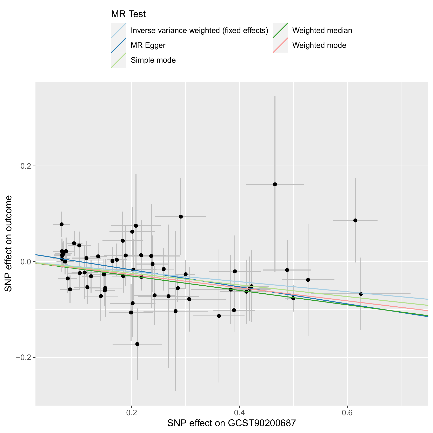 MR Test
Inverse variance weighted (fixed effects)
Weighted median
MR Egger
Weighted mode
Simple mode
SNP effect on outcome
0.2
0.0
−0.2
0.2
0.4
0.6
SNP effect on GCST90200687